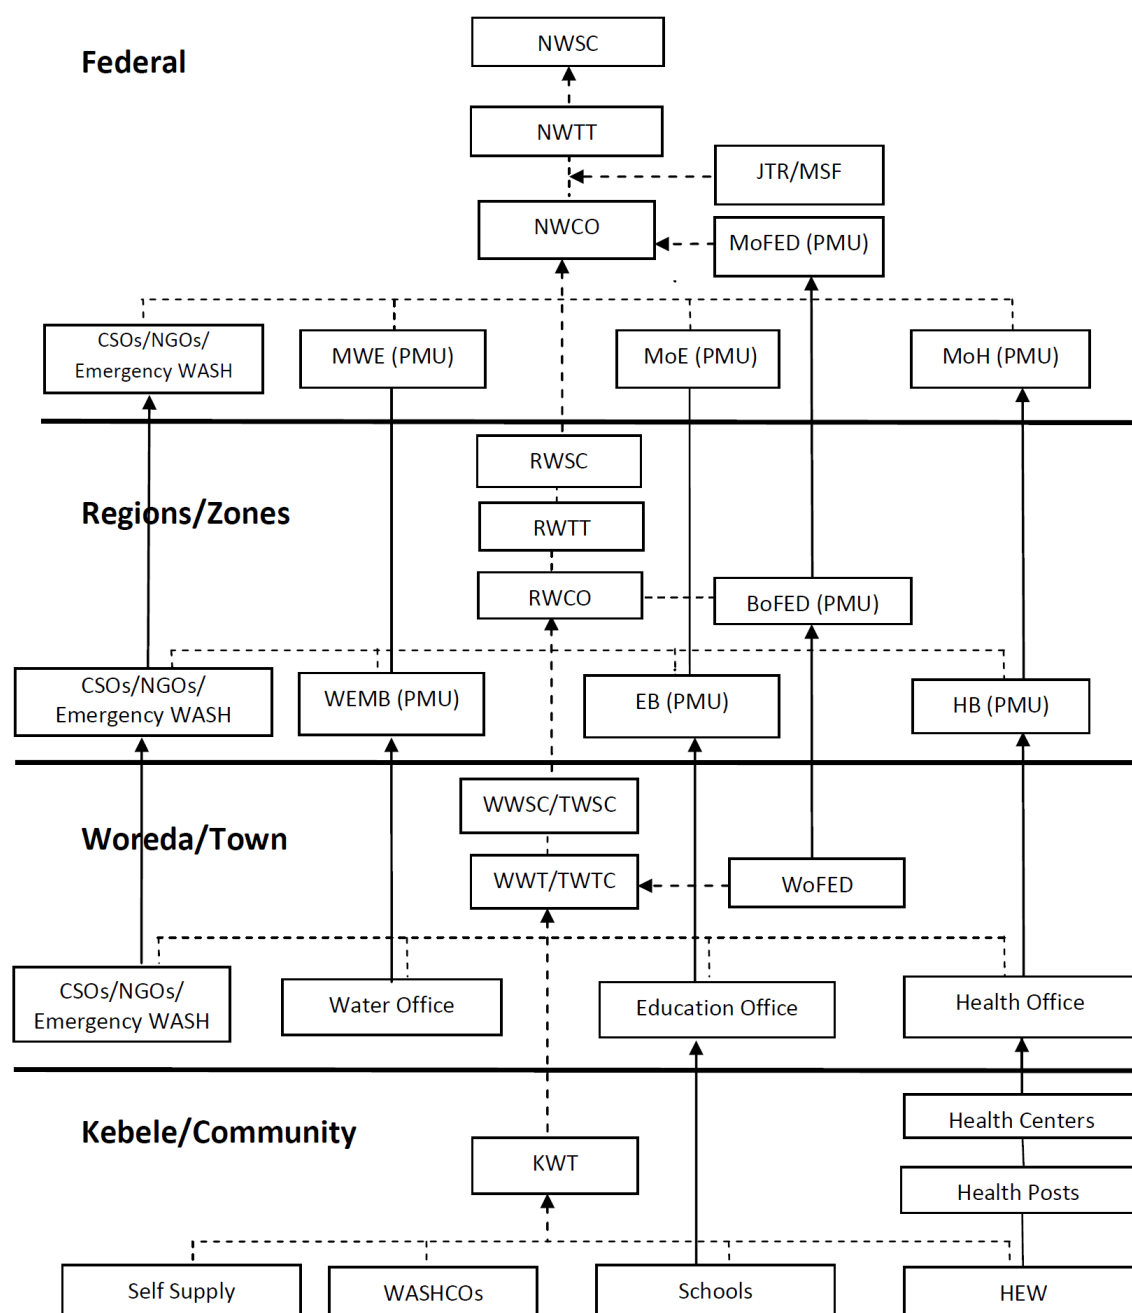 Federal
NWSC
NWTT
JTR/MSF
NWCO
MoFED (PMU)
CSOs/NGOs/
Emergency WASH
MWE (PMU)
MoE (PMU)
MoH (PMU)
RWSC
Regions/Zones
RWTT
RWCO
BoFED (PMU)
CSOs/NGOs/
Emergency WASH
WEMB (PMU)
EB (PMU)
HB (PMU)
WWSC/TWSC
Woreda/Town
WWT/TWTC
WoFED
CSOs/NGOs/
Emergency WASH
Water Office
Education Office
Health Office
Health Centers
Kebele/Community
KWT
Health Posts
Self Supply
WASHCOs
Schools
HEW